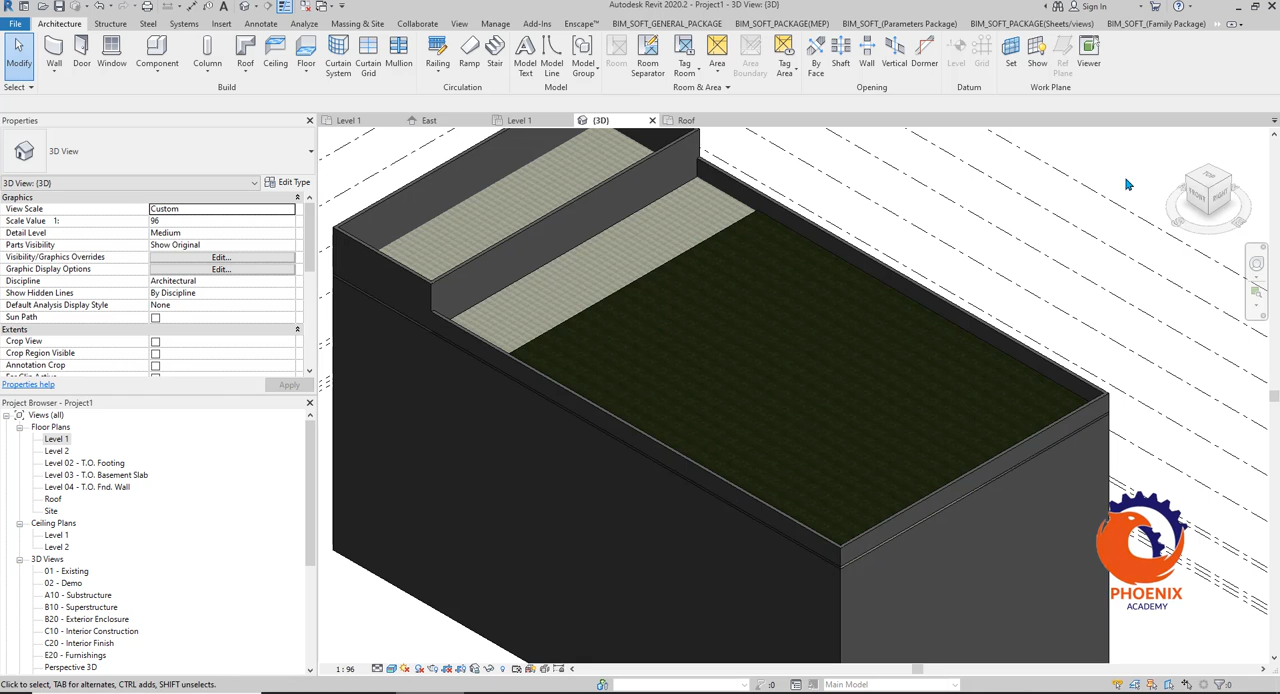 Autodesk Revit 2020.2 - Project1 - 3D View: {3D}
Sign In
File Architecture Structure Steel Systems Insert Annotate Analyze Massing & Site Collaborate View Manage Add-Ins Enscape™ BIM_SOFT_GENERAL_PACKAGE BIM_SOFT_PACKAGE(MEP) BIM_SOFT_(Parameters Package) BIM_SOFT_PACKAGE(Sheets/views) BIM_SOFT_(Family Package)
Modify Wall Door Window Component Column Roof Ceiling Floor Curtain System Curtain Grid Mullion Railing Ramp Stair Model Text Model Line Model Group Room Room Separator Tag Room Area Area Boundary Tag Area By Face Shaft Wall Vertical Dormer Level Grid Set Show Ref Plane Viewer
Select Build Circulation Model Room & Area Opening Datum Work Plane
Properties
Level 1 East Level 1 {3D} Roof
3D View
3D View: {3D} Edit Type
Graphics
View Scale Custom
Scale Value 1: 96
Detail Level Medium
Parts Visibility Show Original
Visibility/Graphics Overrides Edit...
Graphic Display Options Edit...
Discipline Architectural
Show Hidden Lines By Discipline
Default Analysis Display Style None
Sun Path
Extents
Crop View
Crop Region Visible
Annotation Crop
Properties help Apply
Project Browser - Project1
Views (all)
Floor Plans
Level 1
Level 2
Level 02 - T.O. Footing
Level 03 - T.O. Basement Slab
Level 04 - T.O. Fnd. Wall
Roof
Site
Ceiling Plans
Level 1
Level 2
3D Views
01 - Existing
02 - Demo
A10 - Substructure
B10 - Superstructure
B20 - Exterior Enclosure
C10 - Interior Construction
C20 - Interior Finish
E20 - Furnishings
Perspective 3D
TOP
FRONT
RIGHT
PHOENIX
ACADEMY
1 : 96
Click to select, TAB for alternates, CTRL adds, SHIFT unselects.
:0
Main Model
:0